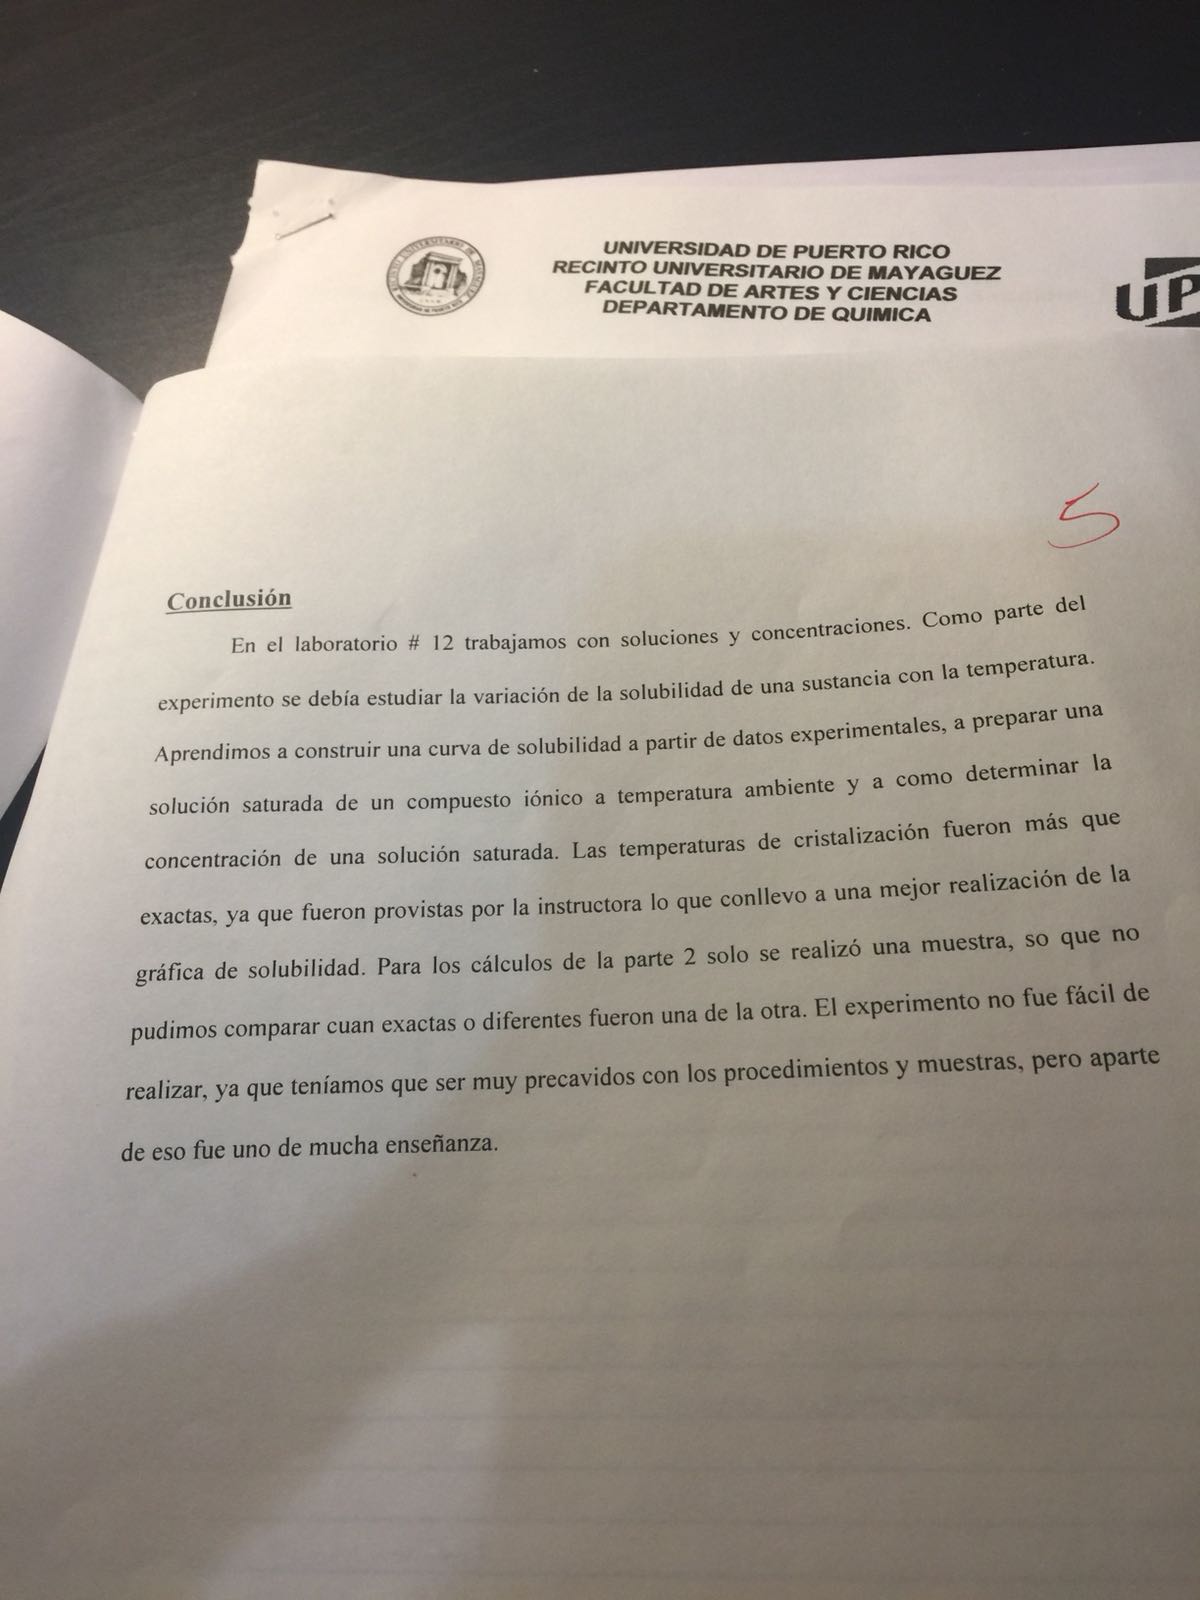 UNIVERSIDAD DE PUERTO RICO
RECINTO UNIVERSITARIO DE MAYAGUEZ
FACULTAD DE ARTES Y CIENCIAS
DEPARTAMENTO DE QUIMICA
UP
5
Conclusión
En el laboratorio # 12 trabajamos con soluciones y concentraciones. Como parte del
experimento se debía estudiar la variación de la solubilidad de una sustancia con la temperatura.
Aprendimos a construir una curva de solubilidad a partir de datos experimentales, a preparar una
solución saturada de un compuesto iónico a temperatura ambiente y a como determinar la
concentración de una solución saturada. Las temperaturas de cristalización fueron más que
exactas, ya que fueron provistas por la instructora lo que conllevo a una mejor realización de la
gráfica de solubilidad. Para los cálculos de la parte 2 solo se realizó una muestra, so que no
pudimos comparar cuan exactas o diferentes fueron una de la otra. El experimento no fue fácil de
realizar, ya que teníamos que ser muy precavidos con los procedimientos y muestras, pero aparte
de eso fue uno de mucha enseñanza.